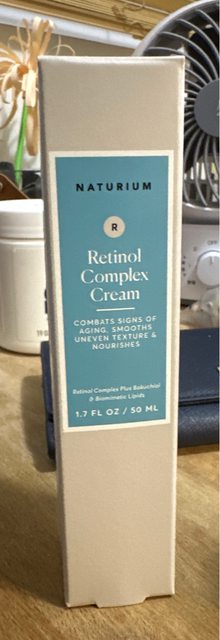 NATURIUM
R
Retinol
Complex
Cream
COMBATS SIGNS OF
AGING, SMOOTHS
UNEVEN TEXTURE &
NOURISHES
Retinol Complex Plus Bakuchiol
& Biomimetic Lipids
1.7 FL OZ / 50 ML